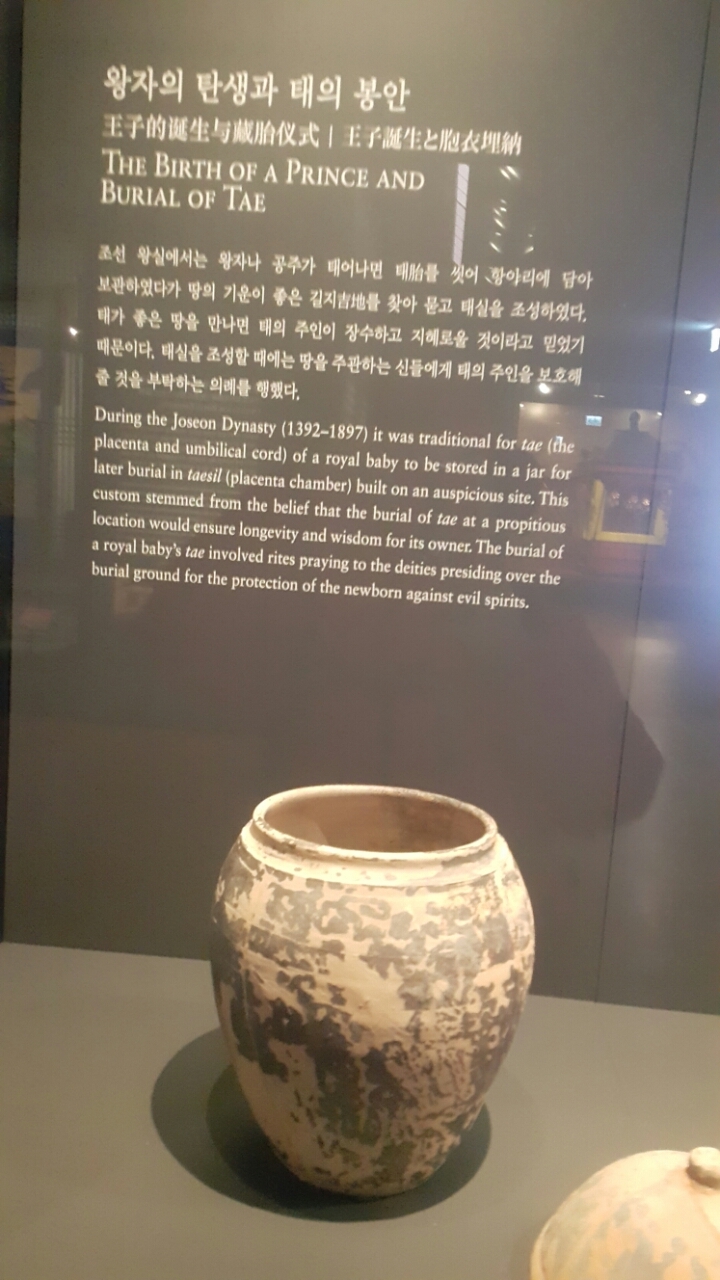 왕자의 탄생과 태의 봉안
王子的诞生与藏胎仪式 | 王子誕生と胞衣埋納
THE BIRTH OF A PRINCE AND
BURIAL OF TAE
조선 왕실에서는 왕자나 공주가 태어나면 태胎를 씻어 항아리에 담아
보관하였다가 땅의 기운이 좋은 길지吉地를 찾아 묻고 태실을 조성하였다.
태가 좋은 땅을 만나면 태의 주인이 장수하고 지혜로울 것이라고 믿었기
때문이다. 태실을 조성할 때에는 땅을 주관하는 신들에게 태의 주인을 보호해
줄 것을 부탁하는 의례를 행했다.
During the Joseon Dynasty (1392–1897) it was traditional for tae (the
placenta and umbilical cord) of a royal baby to be stored in a jar for
later burial in taesil (placenta chamber) built on an auspicious site. This
custom stemmed from the belief that the burial of tae at a propitious
location would ensure longevity and wisdom for its owner. The burial of
a royal baby's tae involved rites praying to the deities presiding over the
burial ground for the protection of the newborn against evil spirits.